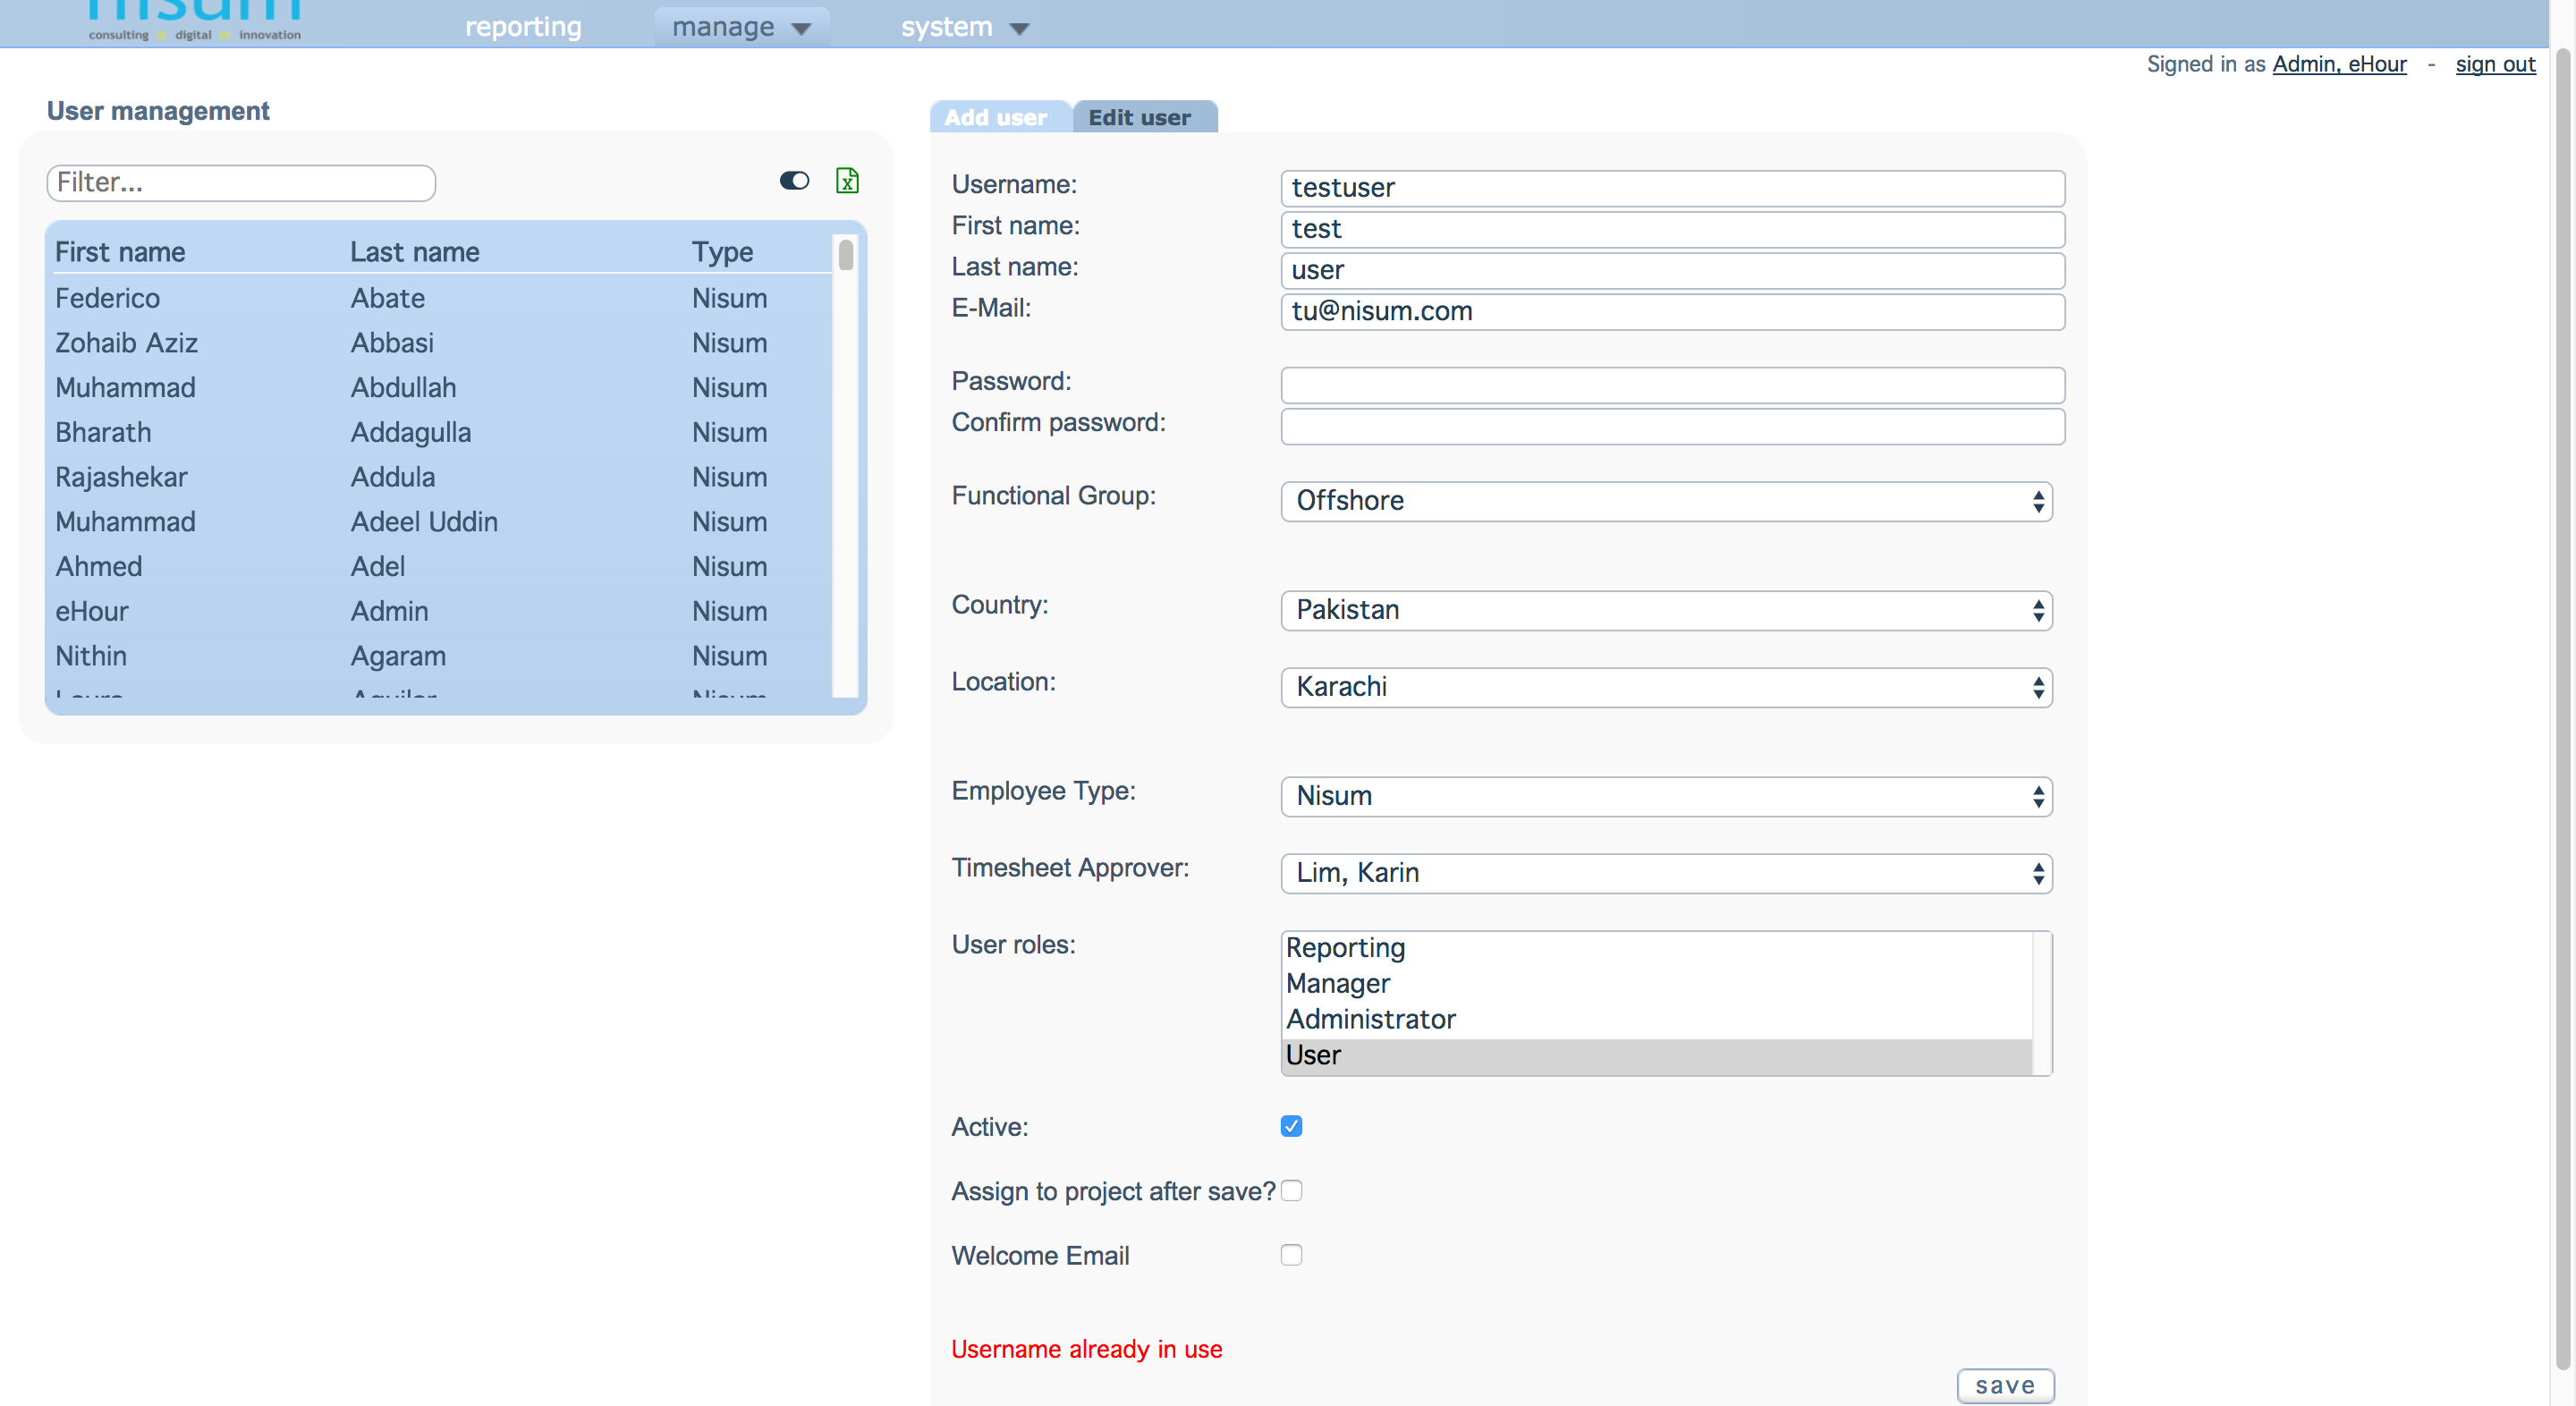 nisum
consulting digital innovation
reporting
manage
system
Signed in as Admin, eHour - sign out
User management
Filter...
First name Last name Type
Federico Abate Nisum
Zohaib Aziz Abbasi Nisum
Muhammad Abdullah Nisum
Bharath Addagulla Nisum
Rajashekar Addula Nisum
Muhammad Adeel Uddin Nisum
Ahmed Adel Nisum
eHour Admin Nisum
Nithin Agaram Nisum
Add user Edit user
Username: testuser
First name: test
Last name: user
E-Mail: tu@nisum.com
Password:
Confirm password:
Functional Group: Offshore
Country: Pakistan
Location: Karachi
Employee Type: Nisum
Timesheet Approver: Lim, Karin
User roles: Reporting
Manager
Administrator
User
Active:
Assign to project after save?
Welcome Email
Username already in use
save